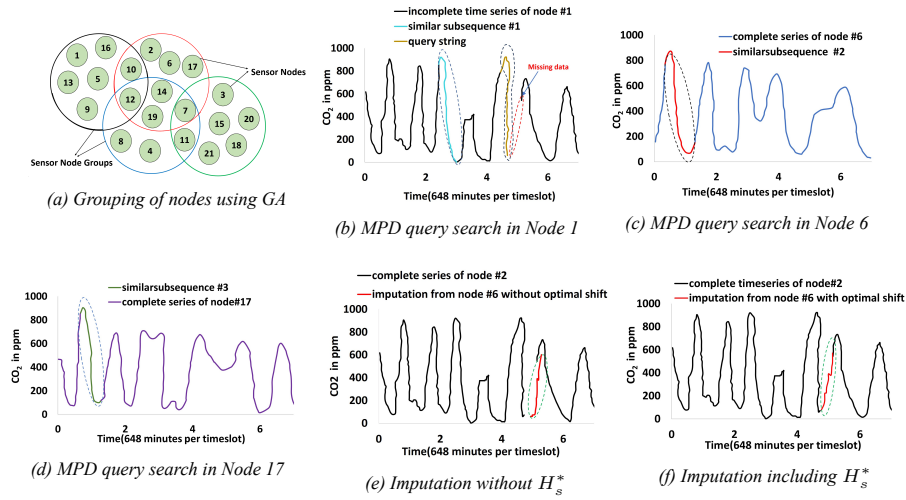 1
16
2
6
17
Sensor Nodes
10
13
5
14
3
12
9
19
7
15
20
8
4
11
21
18
Sensor Node Groups
(a) Grouping of nodes using GA
incomplete time series of node #1
similar subsequence #1
query string
Missing data
CO2 in ppm
1000
800
600
400
200
0
0 2 4 6
Time(648 minutes per timeslot)
(b) MPD query search in Node 1
complete series of node #6
similarsubsequence #2
CO2 in ppm
1000
800
600
400
200
0
0 2 4 6
Time(648 minutes per timeslot)
(c) MPD query search in Node 6
similarsubsequence #3
complete series of node#17
CO2 in ppm
1000
800
600
400
200
0
0 2 4 6
Time(648 minutes per timeslot)
(d) MPD query search in Node 17
complete series of node #2
imputation from node #6 without optimal shift
CO2 in ppm
1000
800
600
400
200
0
0 2 4 6
Time(648 minutes per timeslot)
(e) Imputation without H*s
complete timeseries of node#2
imputation from node #6 with optimal shift
CO2 in ppm
1000
800
600
400
200
0
0 2 4 6
Time(648 minutes per timeslot)
(f) Imputation including H*s